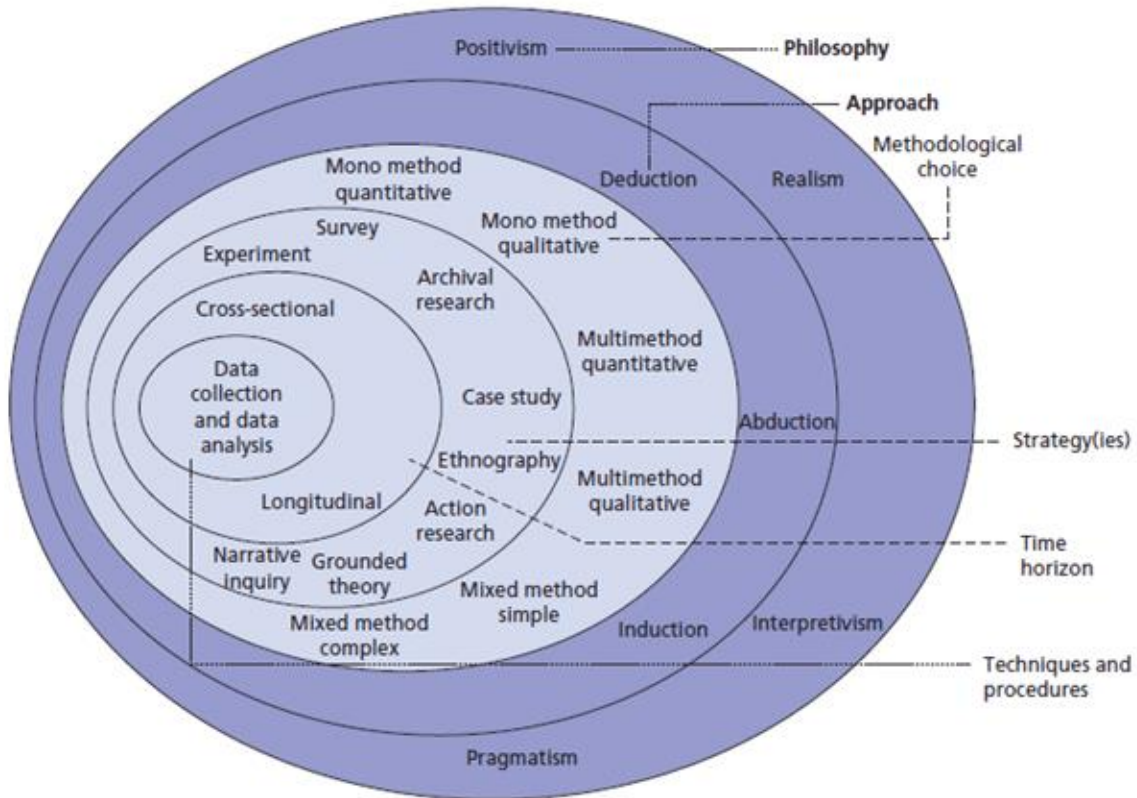 Positivism
Philosophy
Approach
Methodological
choice
Mono method
quantitative
Deduction
Realism
Mono method
qualitative
Survey
Experiment
Archival
research
Cross-sectional
Multimethod
quantitative
Data
collection
and data
analysis
Case study
Abduction
Strategy(ies)
Ethnography
Multimethod
qualitative
Longitudinal
Action
research
Time
horizon
Narrative
inquiry
Grounded
theory
Mixed method
simple
Mixed method
complex
Induction
Interpretivism
Techniques and
procedures
Pragmatism